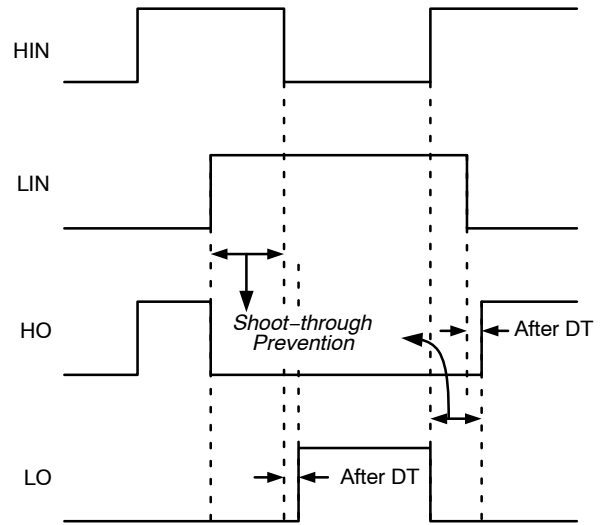 HIN
LIN
HO
Shoot−through
Prevention
After DT
LO
After DT